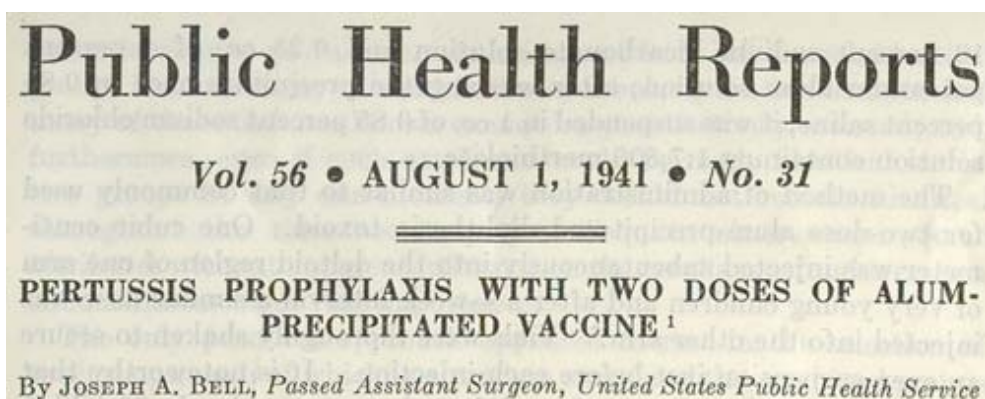 Public Health Reports
Vol. 56 • AUGUST 1, 1941 • No. 31
PERTUSSIS PROPHYLAXIS WITH TWO DOSES OF ALUM-
PRECIPITATED VACCINE ¹
By JOSEPH A. BELL, Passed Assistant Surgeon, United States Public Health Service